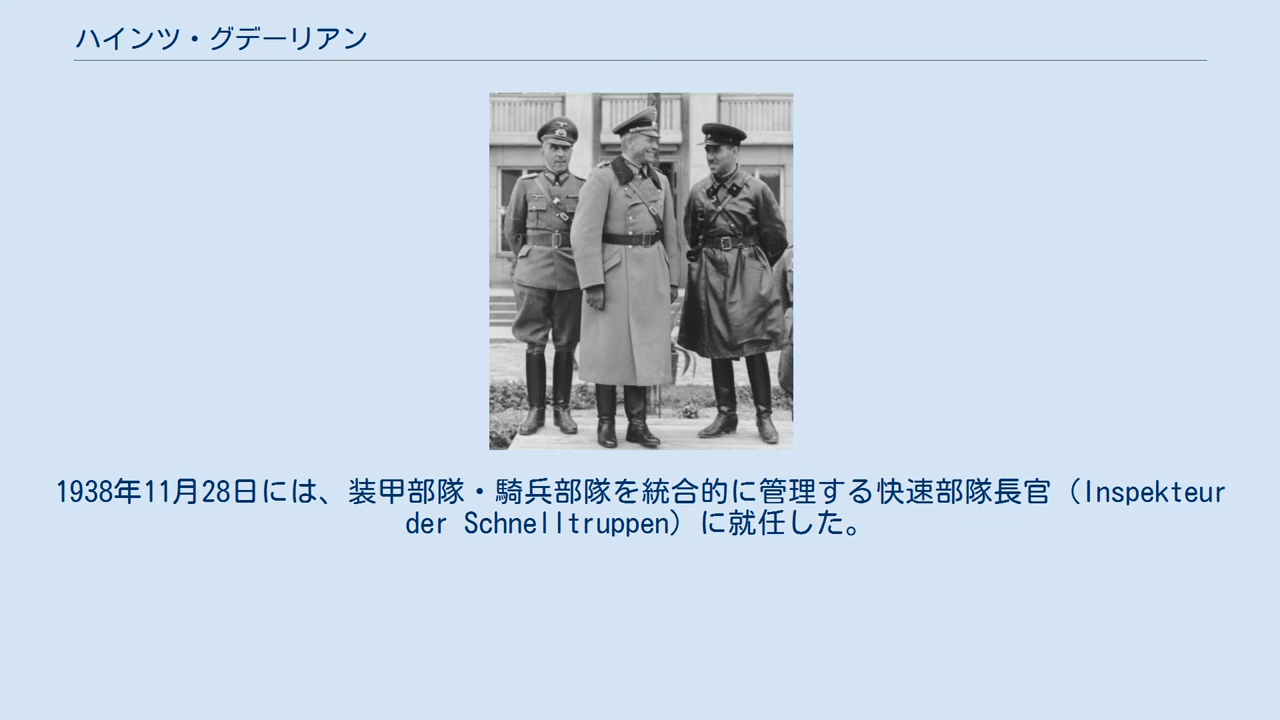 ハインツ・グデーリアン
1938年11月28日には、装甲部隊・騎兵部隊を統合的に管理する快速部隊長官（Inspekteur
der Schnelltruppen）に就任した。